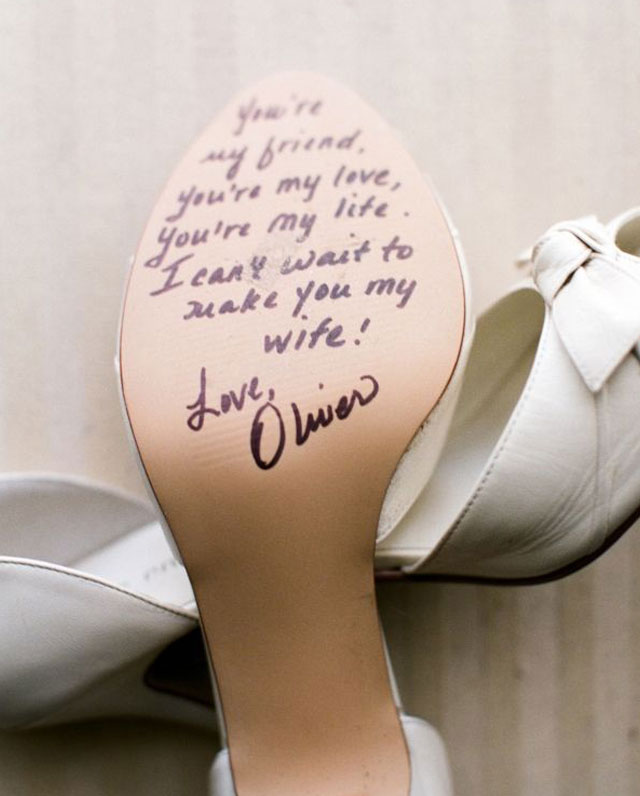 You're
my friend.
You're my love,
You're my life.
I can't wait to
make you my
wife!
Love,
Oliver